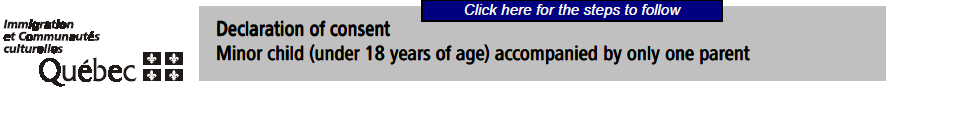 Click here for the steps to follow
Immigration
et Communautés
culturelles
Québec
Declaration of consent
Minor child (under 18 years of age) accompanied by only one parent